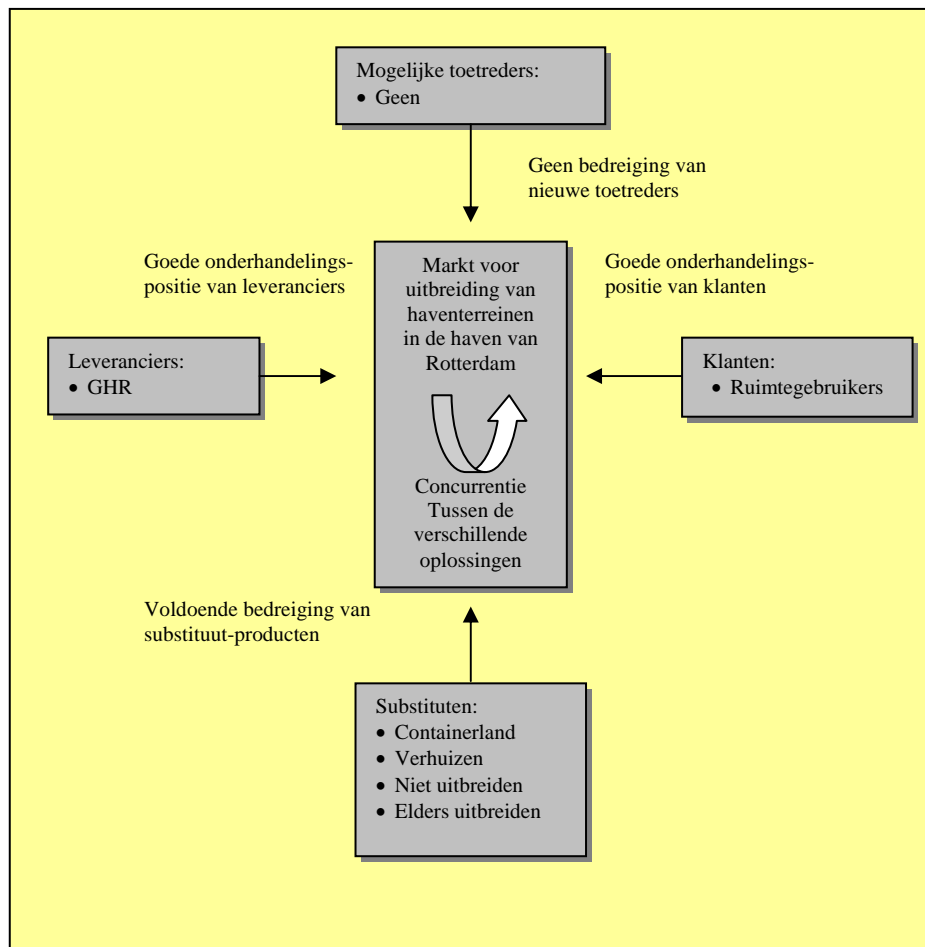 Mogelijke toetreders:
• Geen
Geen bedreiging van
nieuwe toetreders
Goede onderhandelings-
positie van leveranciers
Markt voor
uitbreiding van
haventerreinen
in de haven van
Rotterdam
Goede onderhandelings-
positie van klanten
Leveranciers:
• GHR
Klanten:
• Ruimtegebruikers
Concurrentie
Tussen de
verschillende
oplossingen
Voldoende bedreiging van
substituut-producten
Substituten:
• Containerland
• Verhuizen
• Niet uitbreiden
• Elders uitbreiden